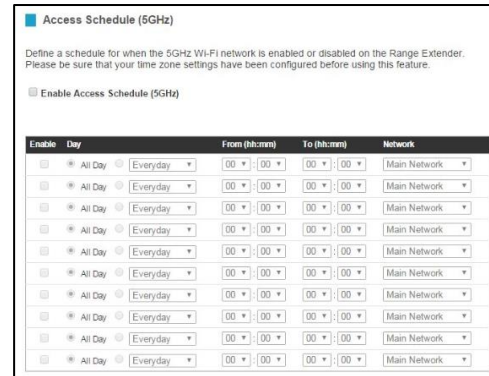 Access Schedule (5GHz)
Define a schedule for when the 5GHz Wi-Fi network is enabled or disabled on the Range Extender.
Please be sure that your time zone settings have been configured before using this feature.
Enable Access Schedule (5GHz)
Enable Day From (hh:mm) To (hh:mm) Network
All Day Everyday 00 : 00 00 : 00 Main Network
All Day Everyday 00 : 00 00 : 00 Main Network
All Day Everyday 00 : 00 00 : 00 Main Network
All Day Everyday 00 : 00 00 : 00 Main Network
All Day Everyday 00 : 00 00 : 00 Main Network
All Day Everyday 00 : 00 00 : 00 Main Network
All Day Everyday 00 : 00 00 : 00 Main Network
All Day Everyday 00 : 00 00 : 00 Main Network
All Day Everyday 00 : 00 00 : 00 Main Network
All Day Everyday 00 : 00 00 : 00 Main Network